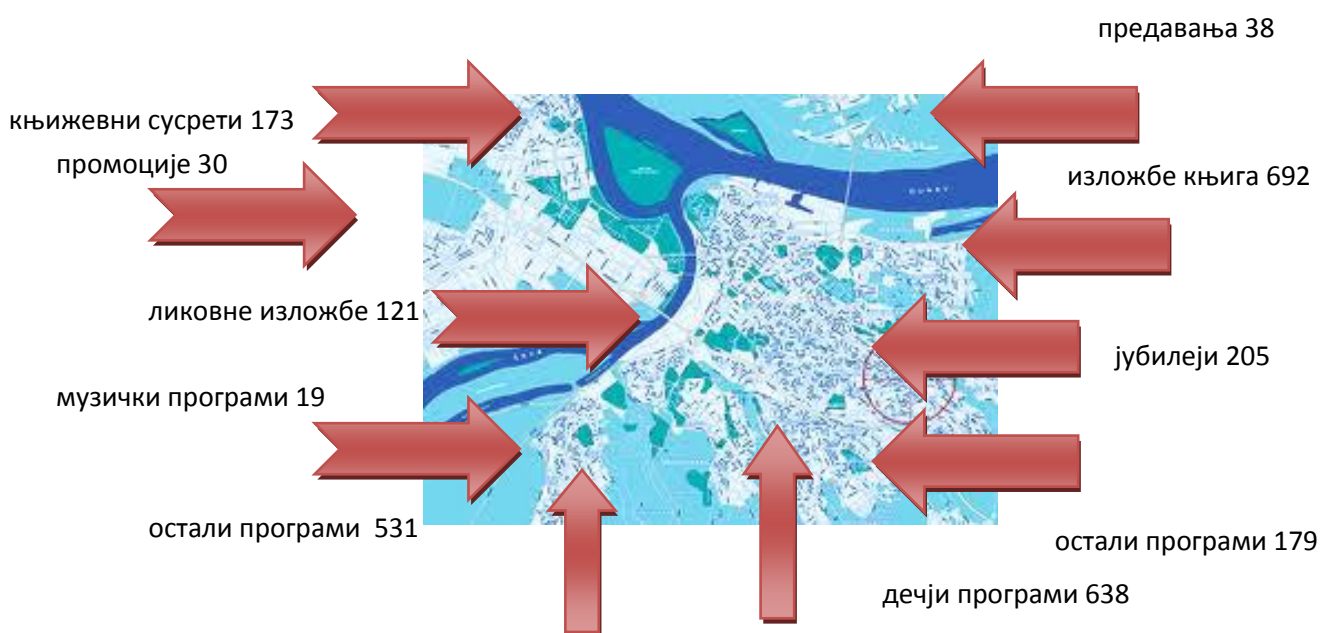 предавања 38
књижевни сусрети 173
промоције 30
изложбе књига 692
ликовне изложбе 121
јубилеји 205
музички програми 19
остали програми 531
остали програми 179
дечји програми 638